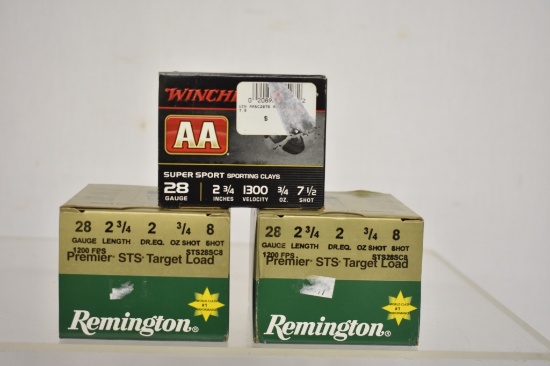 WINCHE
AA
$
SUPER SPORT SPORTING CLAYS
28 2 3/4 1300 3/4 7 1/2
GAUGE INCHES VELOCITY OZ. SHOT
28 2 3/4 2 3/4 8
GAUGE LENGTH DR.EQ. OZ SHOT SHOT
1200 FPS STS28SC8
Premier STS Target Load
Remington®
28 2 3/4 2 3/4 8
GAUGE LENGTH DR.EQ. OZ SHOT SHOT
1200 FPS STS28SC8
Premier STS Target Load
Remington®